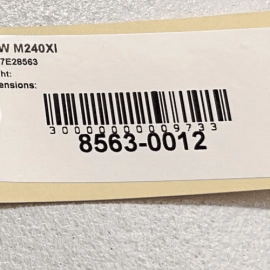 W M240XI
7E28563
ht:
ensions:
3000000009733
8563-0012